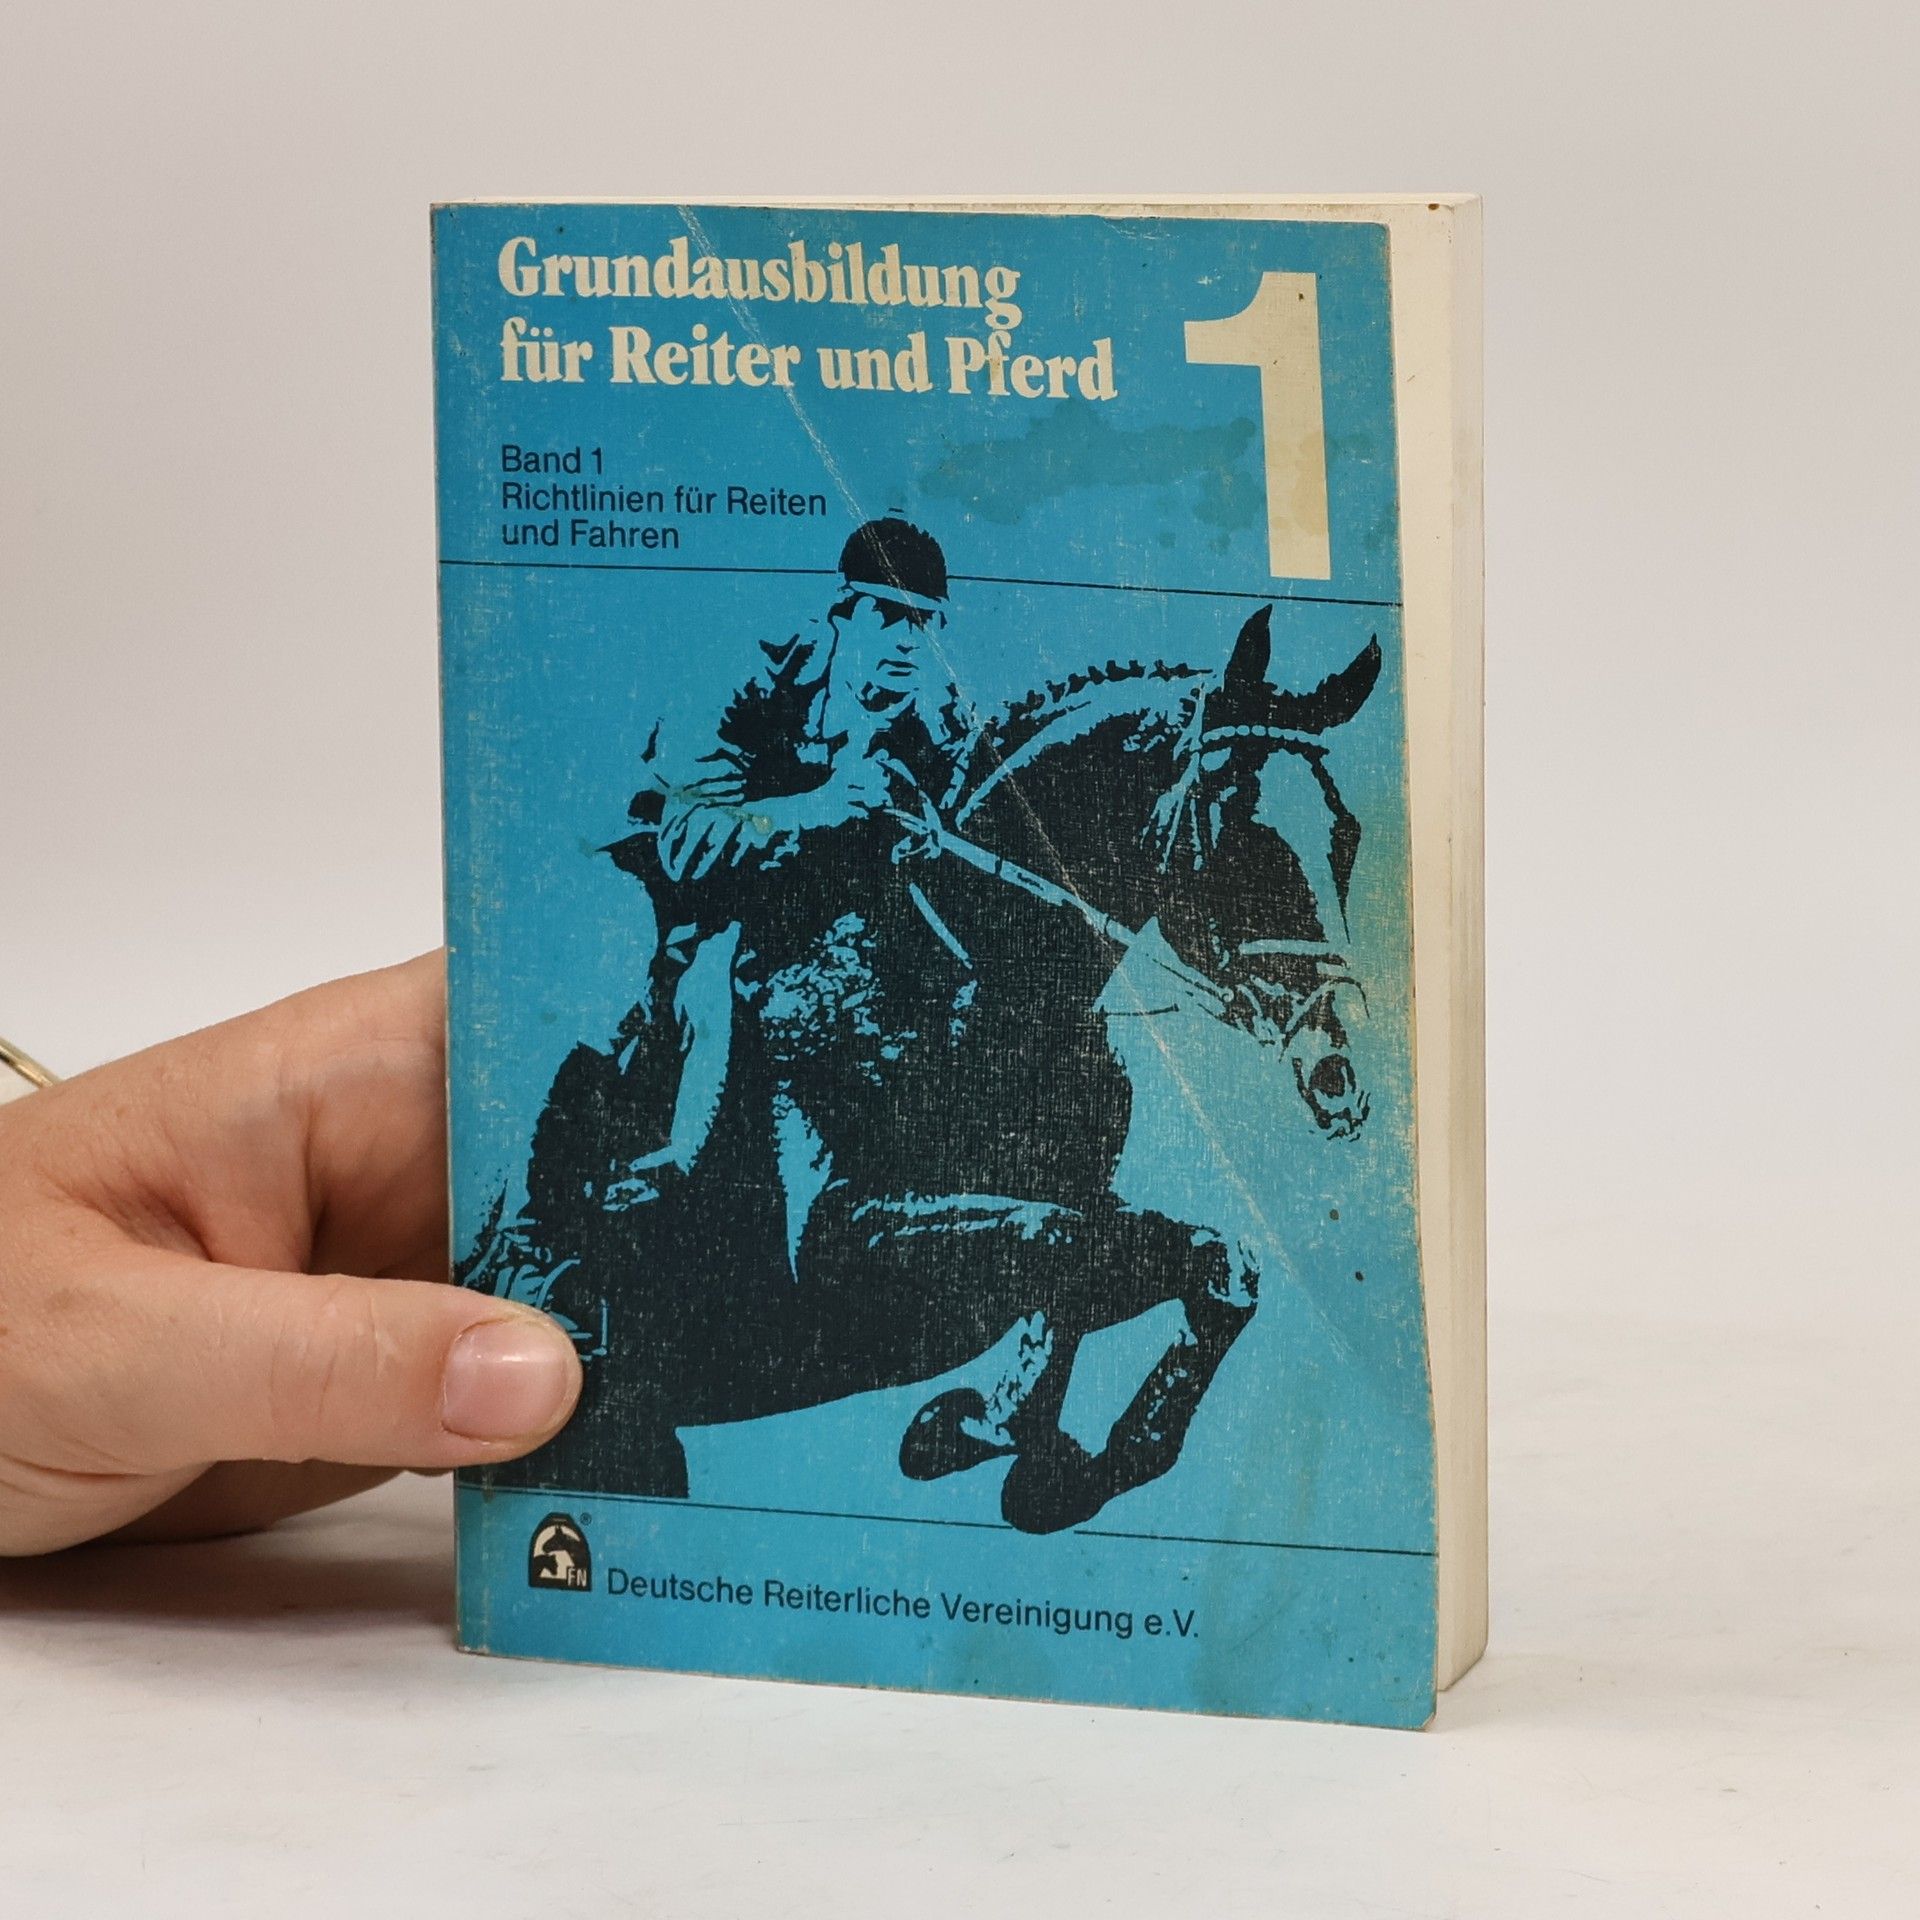 Grundausbildung
für Reiter und Pferd
1
Band 1
Richtlinien für Reiten
und Fahren
FN ®
Deutsche Reiterliche Vereinigung e.V.